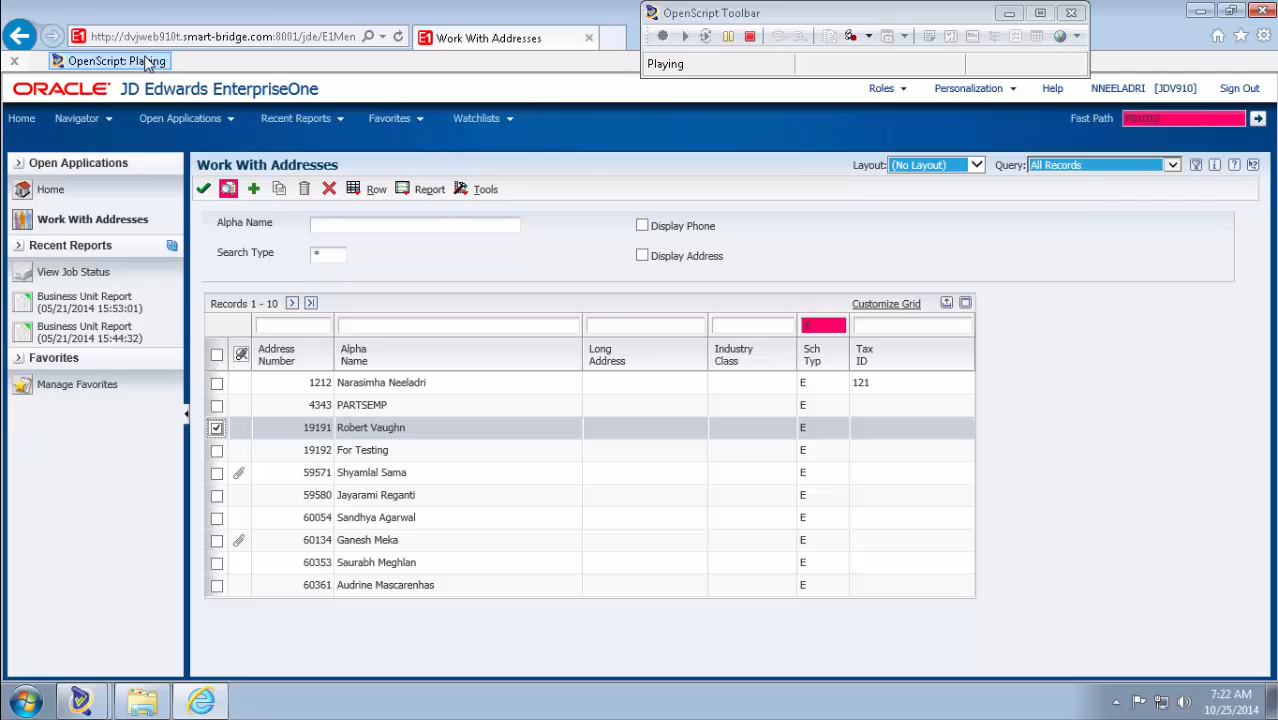 OpenScript Toolbar
http://dvjweb910t.smart-bridge.com:8001/jde/E1Men
E1 Work With Addresses
OpenScript: Playing
Playing
ORACLE JD Edwards EnterpriseOne
Roles Personalization Help NNEELADRI [JDV910] Sign Out
Home Navigator Open Applications Recent Reports Favorites Watchlists Fast Path P01012
Open Applications
Home
Work With Addresses
Recent Reports
View Job Status
Business Unit Report
(05/21/2014 15:53:01)
Business Unit Report
(05/21/2014 15:44:32)
Favorites
Manage Favorites
Work With Addresses
Layout: (No Layout) Query: All Records
Row Report Tools
Alpha Name
Display Phone
Search Type *
Display Address
Records 1 - 10
Customize Grid
E
Address Number Alpha Name Long Address Industry Class Sch Typ Tax ID
1212 Narasimha Neeladri E 121
4343 PARTSEMP E
19191 Robert Vaughn E
19192 For Testing E
59571 Shyamlal Sama E
59580 Jayarami Reganti E
60054 Sandhya Agarwal E
60134 Ganesh Meka E
60353 Saurabh Meghlan E
60361 Audrine Mascarenhas E
7:22 AM
10/25/2014